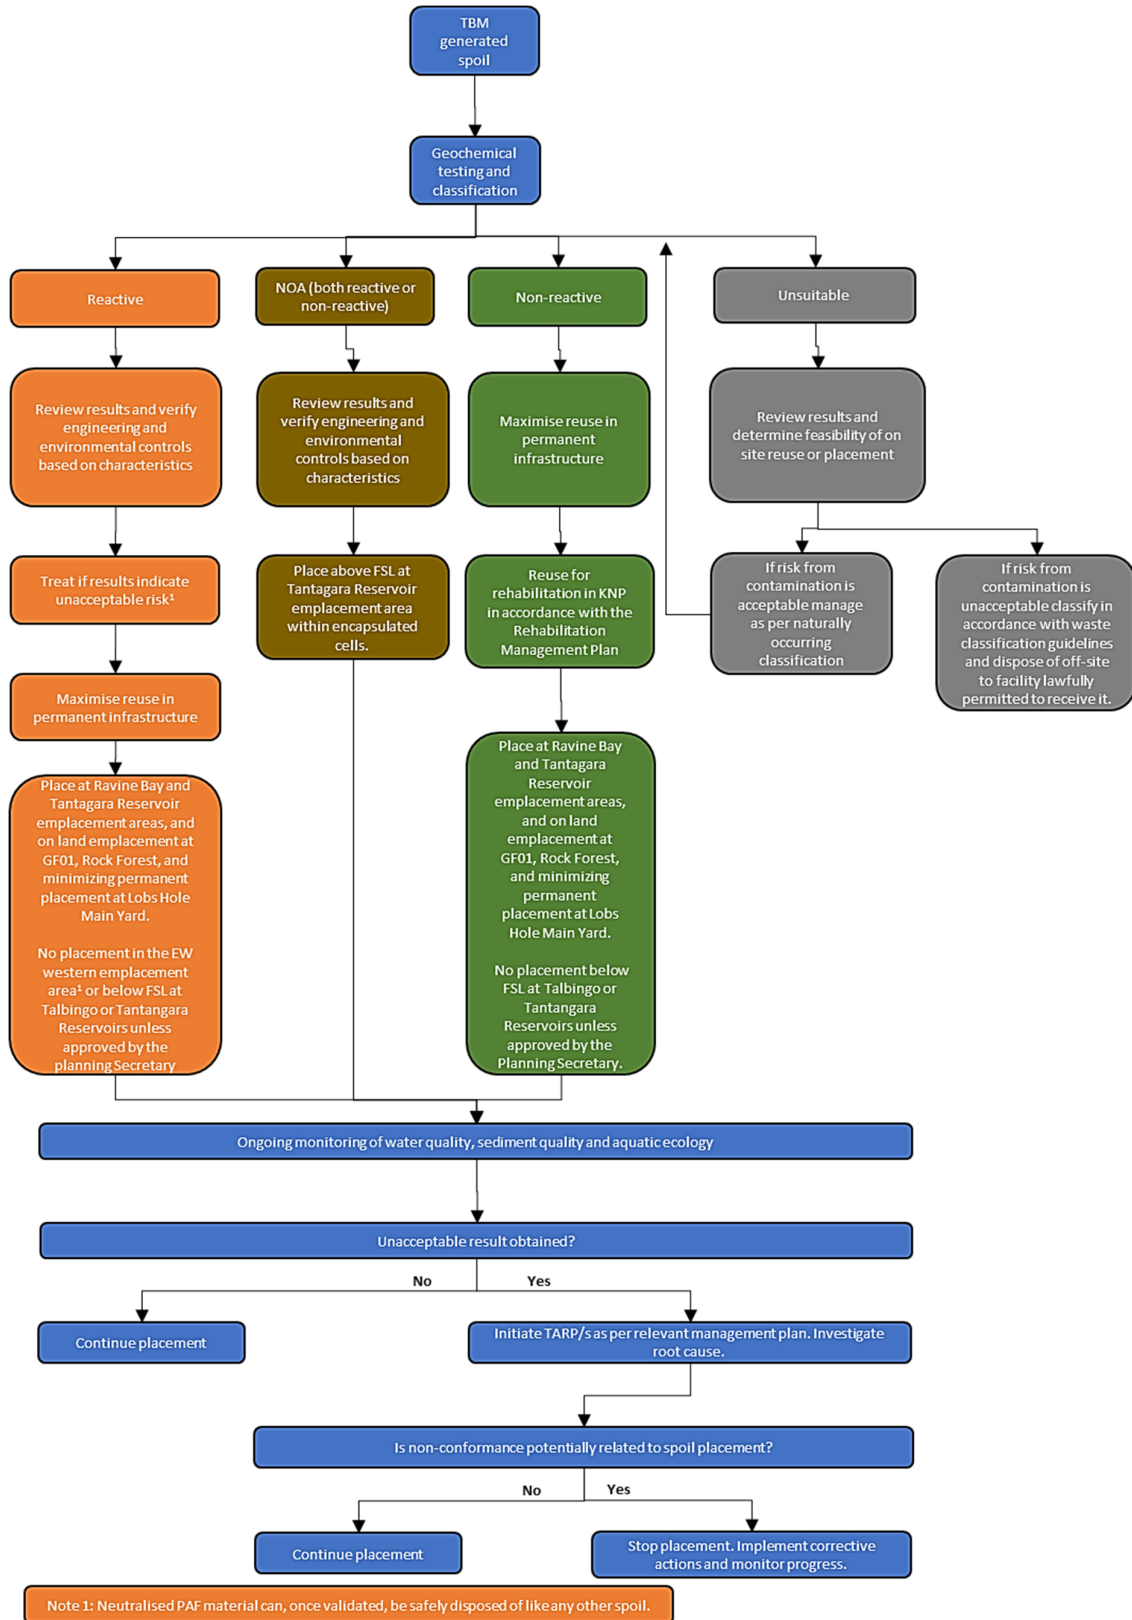 TBM
generated
spoil
Geochemical
testing and
classification
Reactive
NOA (both reactive or
non-reactive)
Non-reactive
Unsuitable
Review results and verify
engineering and
environmental controls
based on characteristics
Review results and
verify engineering and
environmental
controls based on
characteristics
Maximise reuse in
permanent
infrastructure
Review results and
determine feasibility of on
site reuse or placement
Treat if results indicate
unacceptable risk¹
Place above FSL at
Tantagara Reservoir
emplacement area
within encapsulated
cells.
Reuse for
rehabilitation in KNP
in accordance with the
Rehabilitation
Management Plan
If risk from
contamination is
acceptable manage
as per naturally
occurring
classification
If risk from
contamination is
unacceptable classify in
accordance with waste
classification guidelines
and dispose of off-site
to facility lawfully
permitted to receive it.
Maximise reuse in
permanent infrastructure
Place at Ravine Bay and
Tantagara Reservoir
emplacement areas, and
on land emplacement at
GF01, Rock Forest, and
minimizing permanent
placement at Lobs Hole
Main Yard.
No placement in the EW
western emplacement
area¹ or below FSL at
Talbingo or Tantangara
Reservoirs unless
approved by the
planning Secretary
Place at Ravine Bay
and Tantagara
Reservoir
emplacement areas,
and on land
emplacement at
GF01, Rock Forest,
and minimizing
permanent
placement at Lobs
Hole Main Yard.
No placement below
FSL at Talbingo or
Tantangara
Reservoirs unless
approved by the
Planning Secretary.
Ongoing monitoring of water quality, sediment quality and aquatic ecology
Unacceptable result obtained?
No
Yes
Continue placement
Initiate TARP/s as per relevant management plan. Investigate
root cause.
Is non-conformance potentially related to spoil placement?
No
Yes
Continue placement
Stop placement. Implement corrective
actions and monitor progress.
Note 1: Neutralised PAF material can, once validated, be safely disposed of like any other spoil.